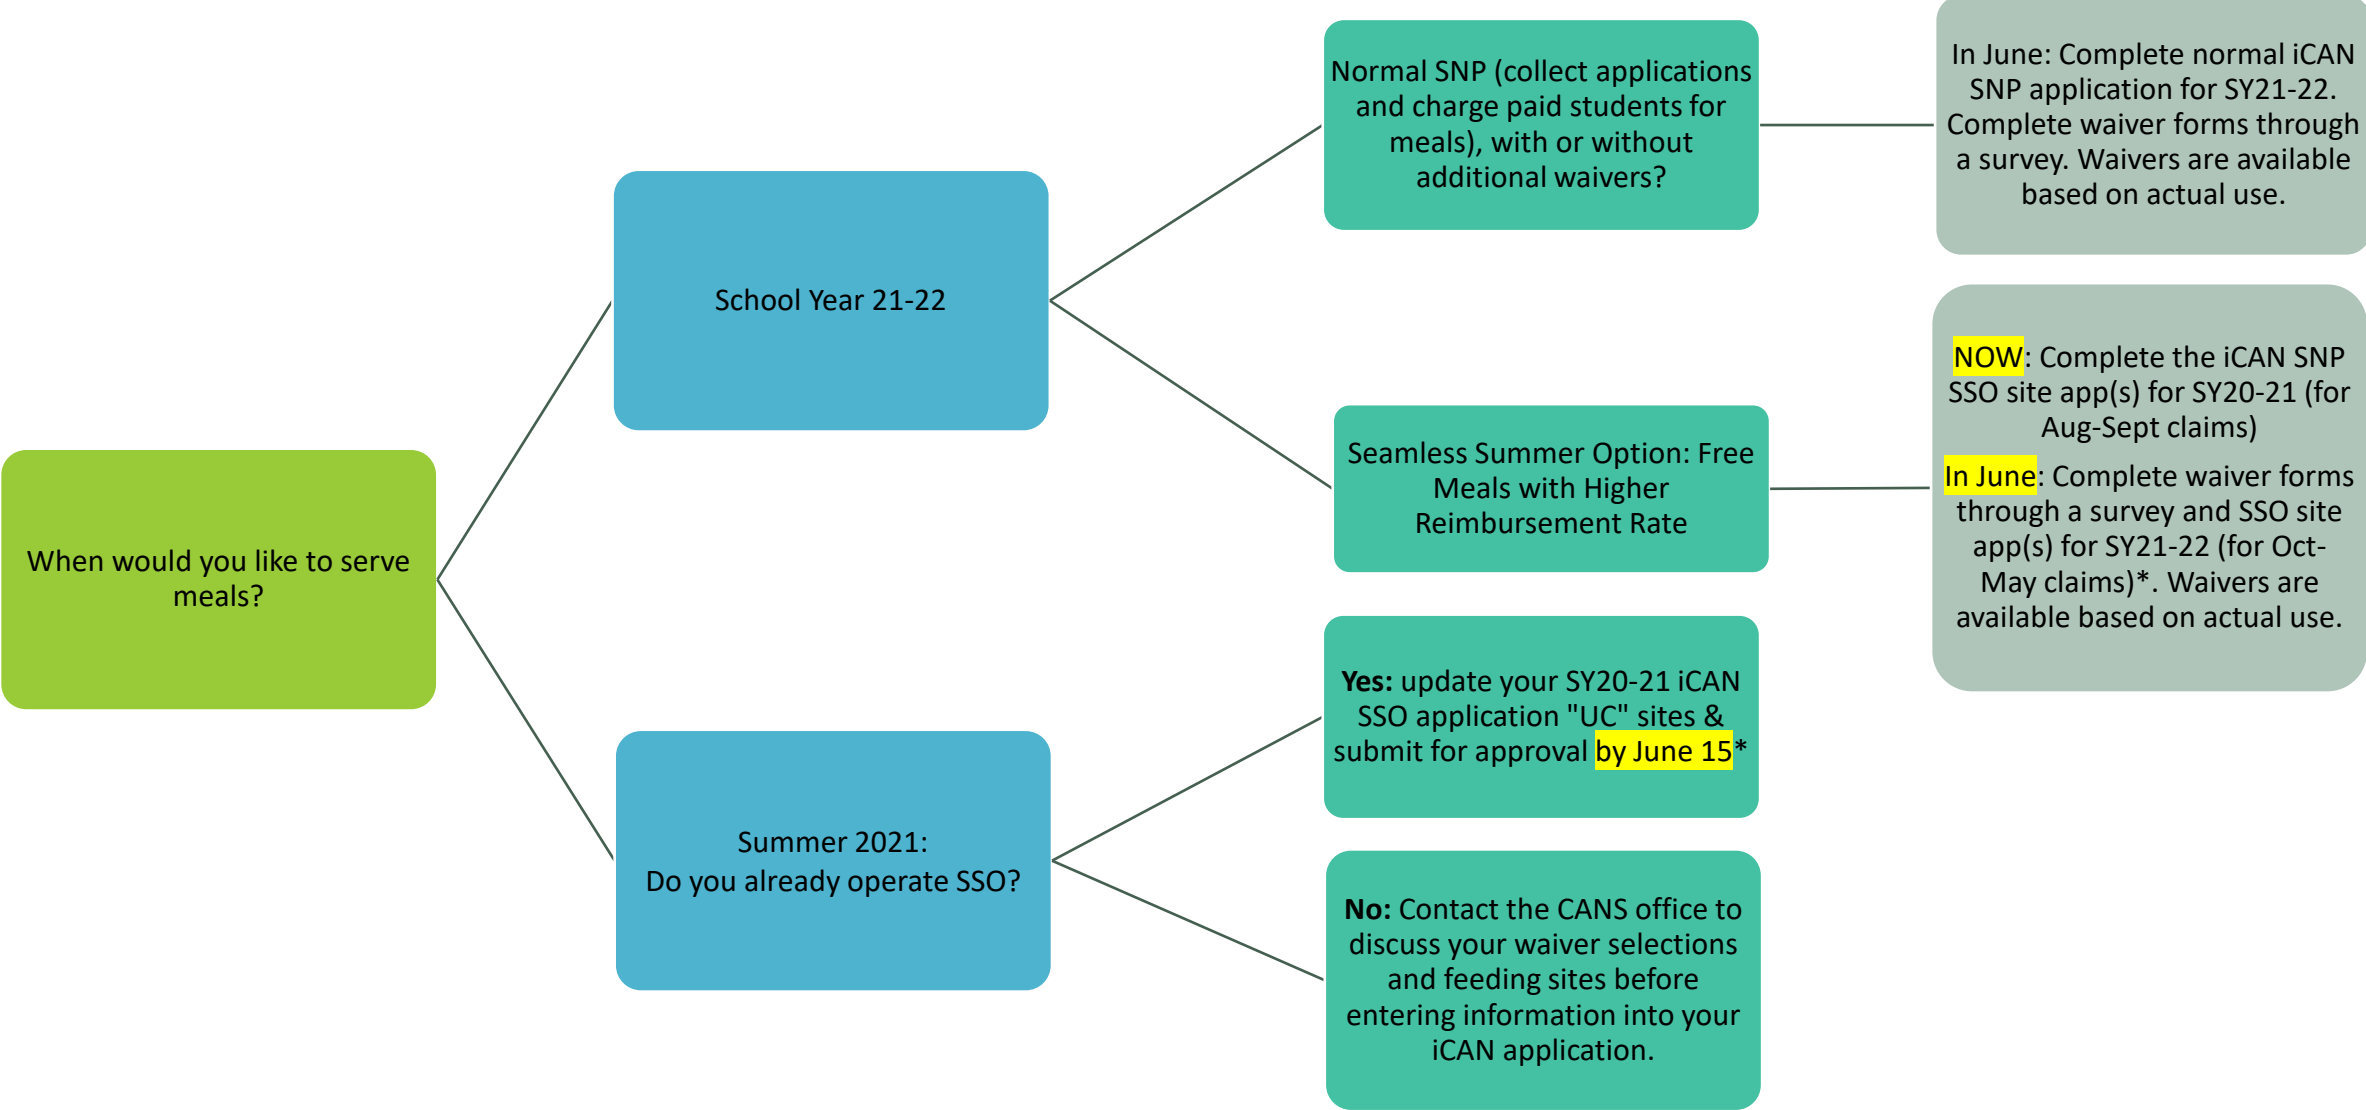 When would you like to serve
meals?
School Year 21-22
Normal SNP (collect applications
and charge paid students for
meals), with or without
additional waivers?
In June: Complete normal iCAN
SNP application for SY21-22.
Complete waiver forms through
a survey. Waivers are available
based on actual use.
Seamless Summer Option: Free
Meals with Higher
Reimbursement Rate
NOW: Complete the iCAN SNP
SSO site app(s) for SY20-21 (for
Aug-Sept claims)
In June: Complete waiver forms
through a survey and SSO site
app(s) for SY21-22 (for Oct-
May claims)*. Waivers are
available based on actual use.
Summer 2021:
Do you already operate SSO?
Yes: update your SY20-21 iCAN
SSO application "UC" sites &
submit for approval by June 15*
No: Contact the CANS office to
discuss your waiver selections
and feeding sites before
entering information into your
iCAN application.